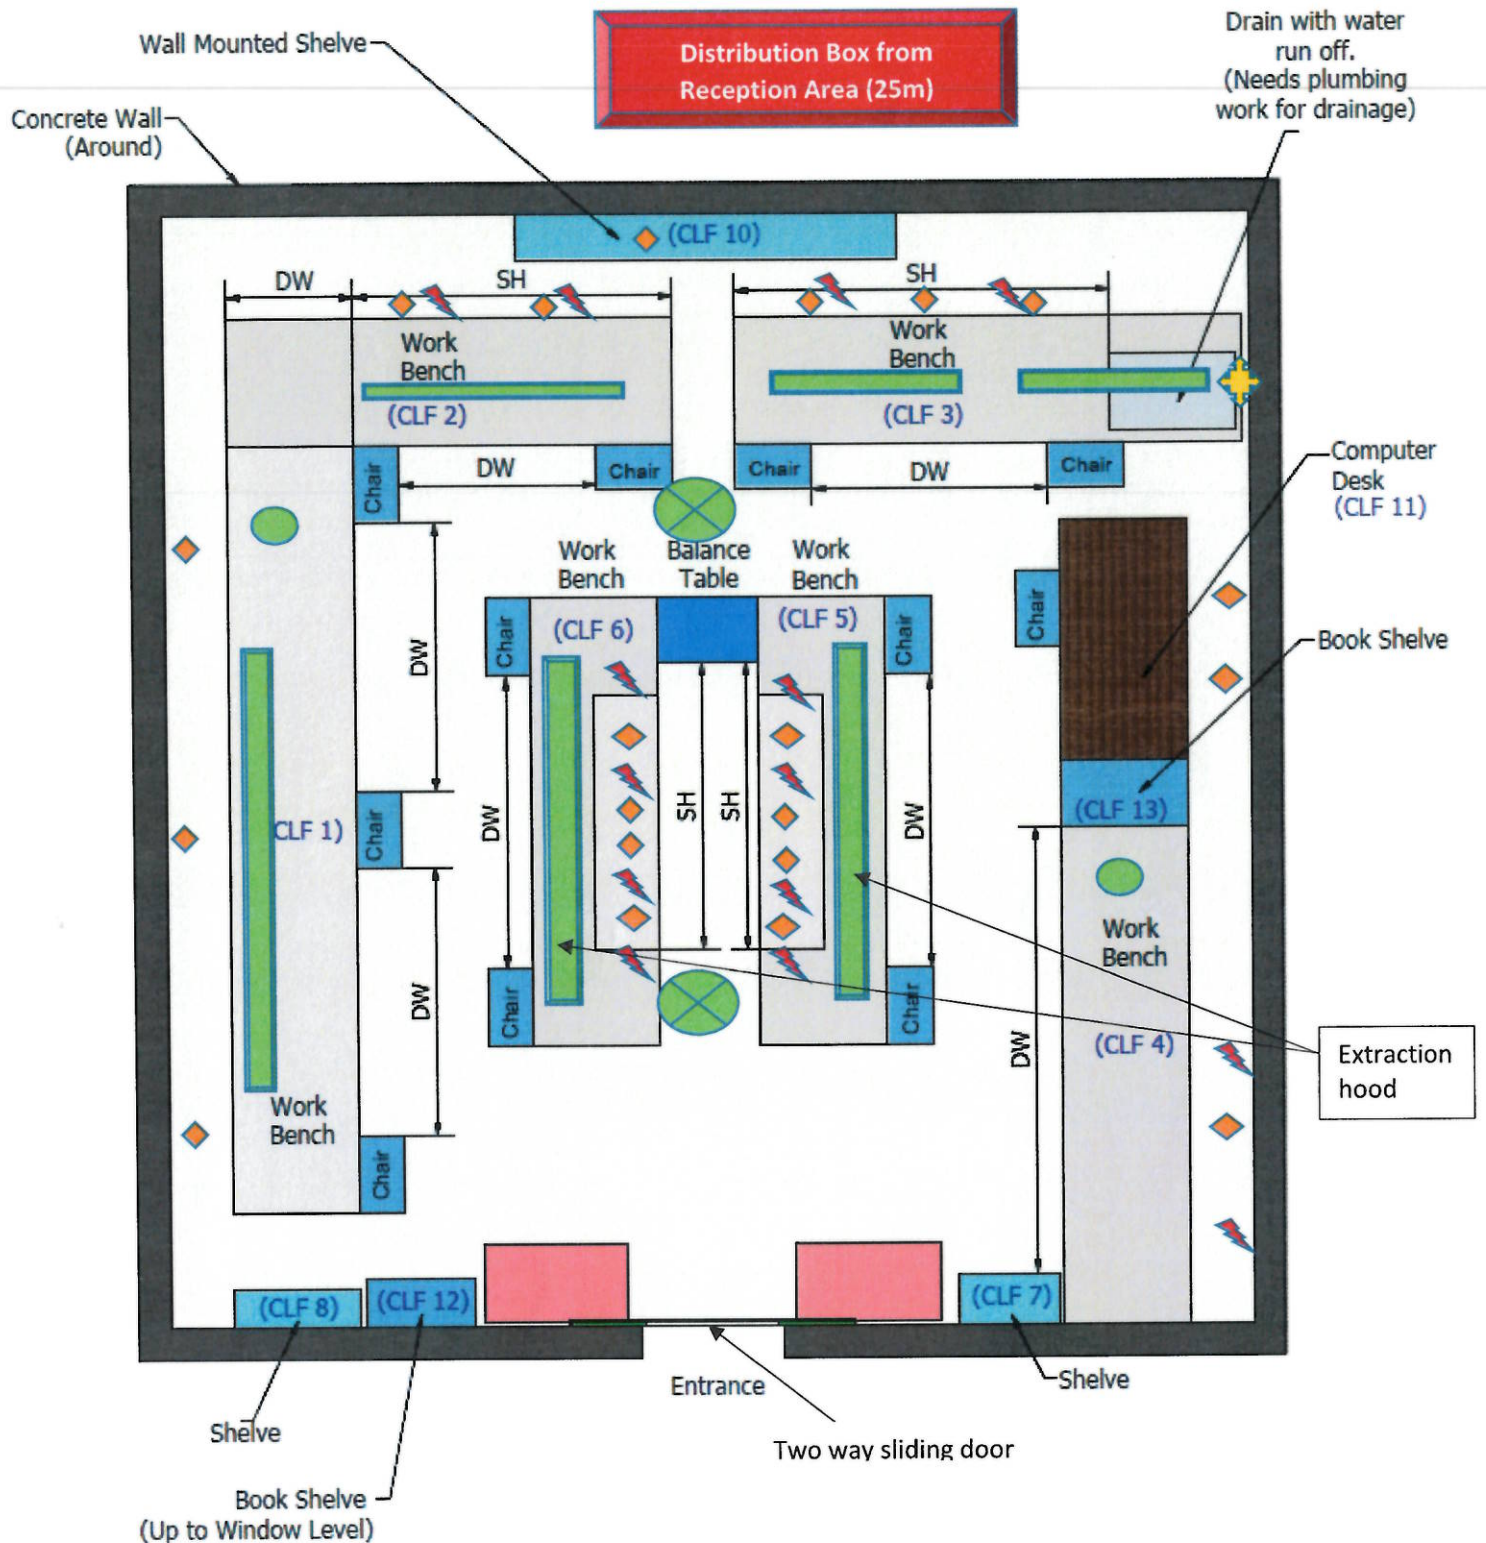 Wall Mounted Shelve
Distribution Box from
Reception Area (25m)
Drain with water
run off.
(Needs plumbing
work for drainage)
Concrete Wall
(Around)
(CLF 10)
DW
SH
SH
Work
Bench
(CLF 2)
Work
Bench
(CLF 3)
Chair
DW
Chair
Chair
DW
Chair
Computer
Desk
(CLF 11)
Work
Bench
Balance
Table
Work
Bench
(CLF 6)
(CLF 5)
Chair
Chair
Chair
DW
Book Shelve
DW
SH
SH
DW
CLF 1)
Chair
(CLF 13)
Work
Bench
DW
Chair
Chair
DW
(CLF 4)
Extraction
hood
Work
Bench
Chair
(CLF 8)
(CLF 12)
(CLF 7)
Entrance
Shelve
Shelve
Two way sliding door
Book Shelve
(Up to Window Level)